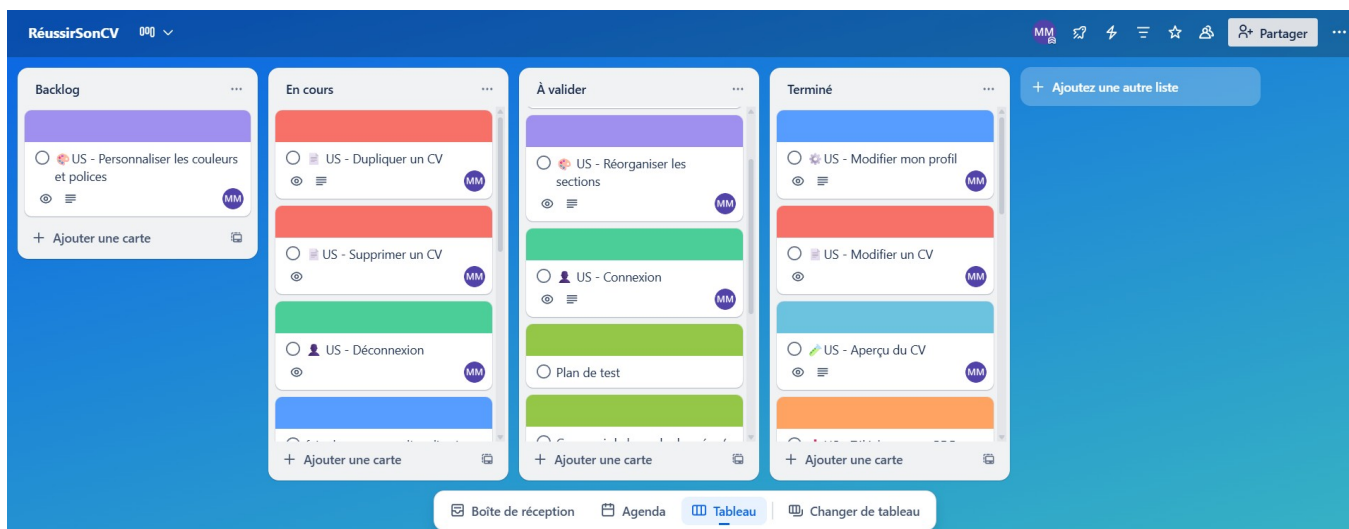 RéussirSonCV
MM
Partager
Backlog
US - Personnaliser les couleurs
et polices
MM
Ajouter une carte
En cours
US - Dupliquer un CV
MM
US - Supprimer un CV
MM
US - Déconnexion
MM
Ajouter une carte
À valider
US - Réorganiser les
sections
MM
US - Connexion
MM
Plan de test
Ajouter une carte
Terminé
US - Modifier mon profil
MM
US - Modifier un CV
MM
US - Aperçu du CV
MM
Ajouter une carte
Ajoutez une autre liste
Boîte de réception
Agenda
Tableau
Changer de tableau